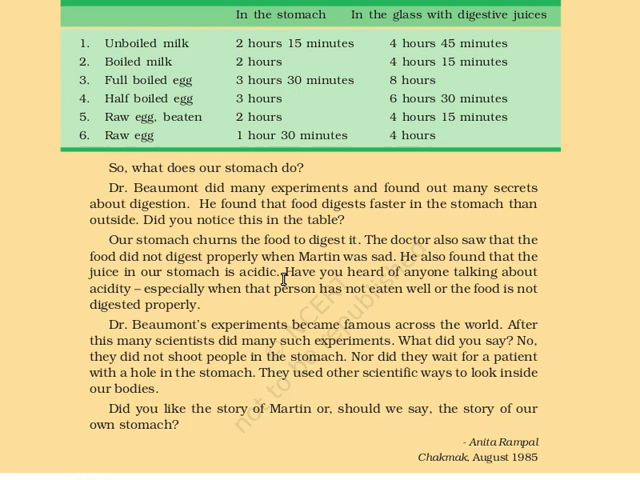 In the stomach In the glass with digestive juices
1. Unboiled milk 2 hours 15 minutes 4 hours 45 minutes
2. Boiled milk 2 hours 4 hours 15 minutes
3. Full boiled egg 3 hours 30 minutes 8 hours
4. Half boiled egg 3 hours 6 hours 30 minutes
5. Raw egg, beaten 2 hours 4 hours 15 minutes
6. Raw egg 1 hour 30 minutes 4 hours
So, what does our stomach do?
Dr. Beaumont did many experiments and found out many secrets
about digestion. He found that food digests faster in the stomach than
outside. Did you notice this in the table?
Our stomach churns the food to digest it. The doctor also saw that the
food did not digest properly when Martin was sad. He also found that the
juice in our stomach is acidic. Have you heard of anyone talking about
acidity – especially when that person has not eaten well or the food is not
digested properly.
Dr. Beaumont's experiments became famous across the world. After
this many scientists did many such experiments. What did you say? No,
they did not shoot people in the stomach. Nor did they wait for a patient
with a hole in the stomach. They used other scientific ways to look inside
our bodies.
Did you like the story of Martin or, should we say, the story of our
own stomach?
- Anita Rampal
Chakmak, August 1985
NCERT
not to be republished